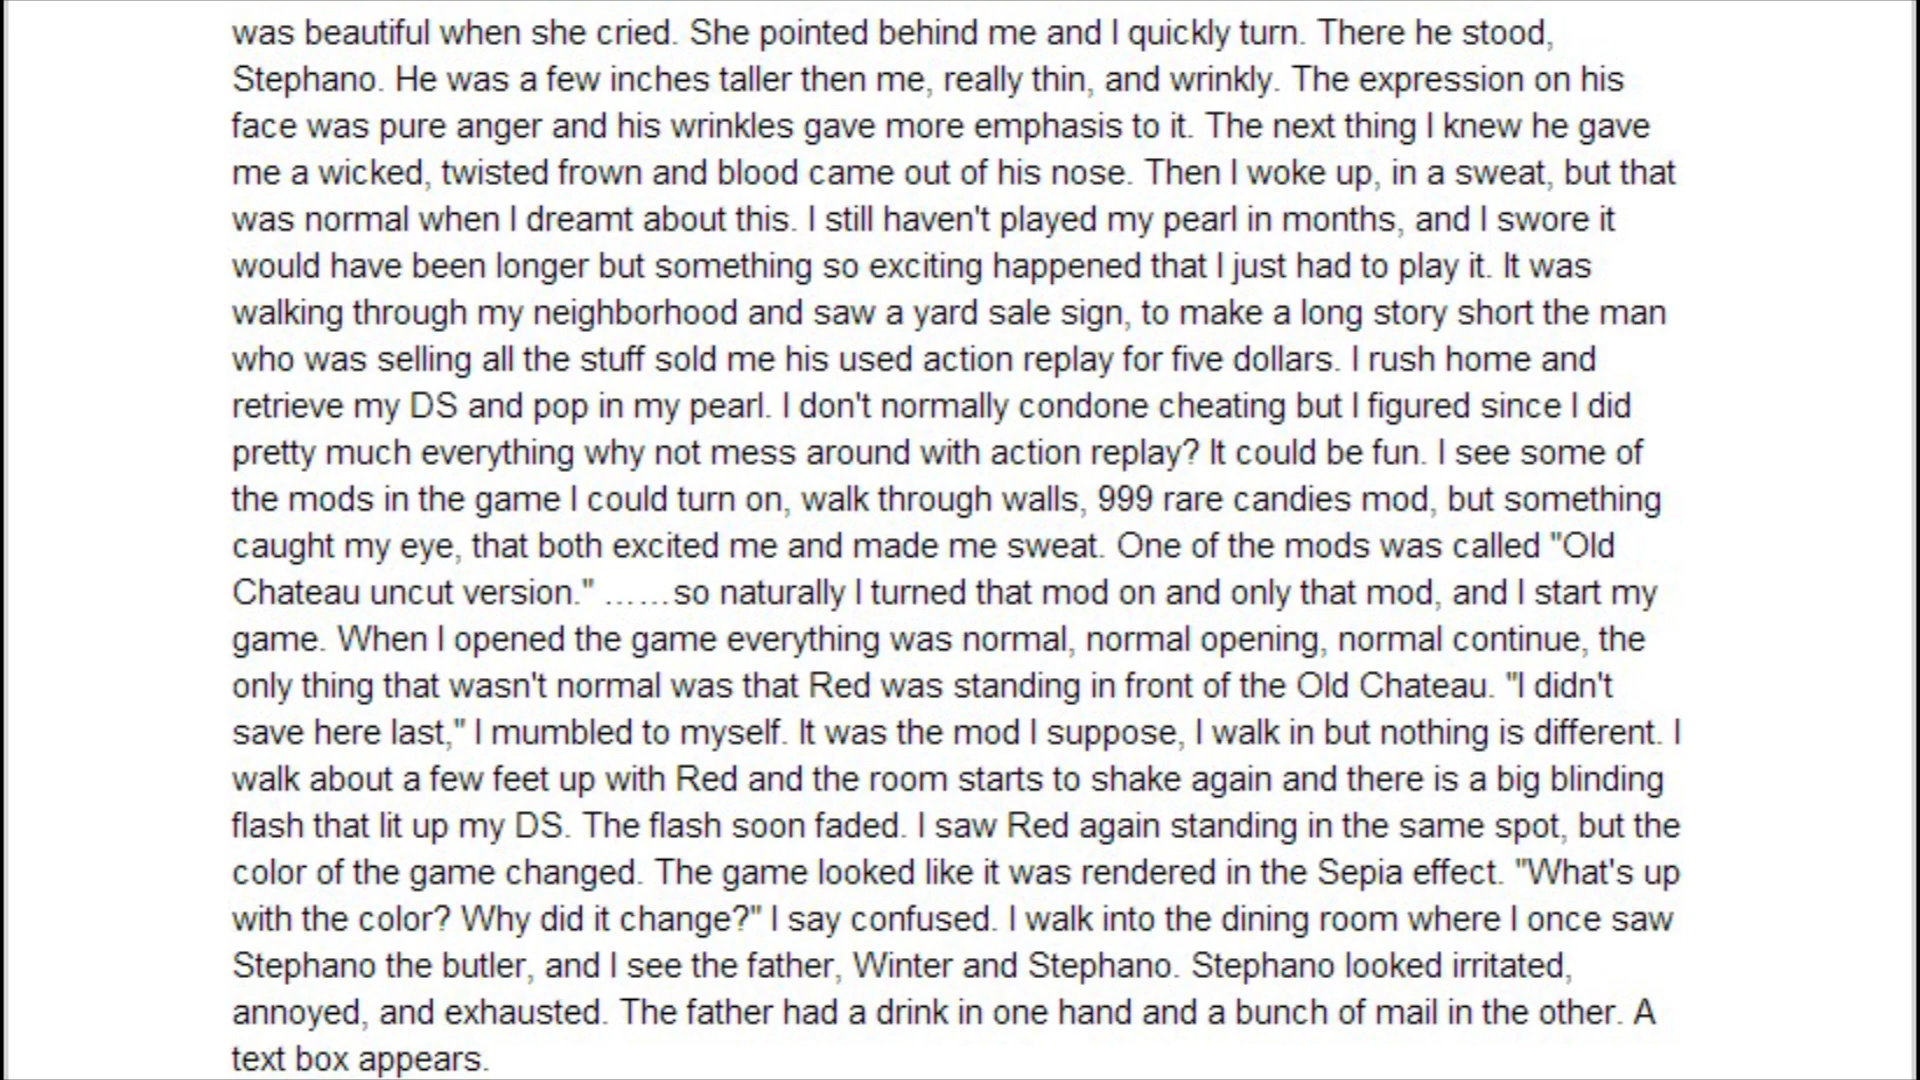 was beautiful when she cried. She pointed behind me and I quickly turn. There he stood,
Stephano. He was a few inches taller then me, really thin, and wrinkly. The expression on his
face was pure anger and his wrinkles gave more emphasis to it. The next thing I knew he gave
me a wicked, twisted frown and blood came out of his nose. Then I woke up, in a sweat, but that
was normal when I dreamt about this. I still haven't played my pearl in months, and I swore it
would have been longer but something so exciting happened that I just had to play it. It was
walking through my neighborhood and saw a yard sale sign, to make a long story short the man
who was selling all the stuff sold me his used action replay for five dollars. I rush home and
retrieve my DS and pop in my pearl. I don't normally condone cheating but I figured since I did
pretty much everything why not mess around with action replay? It could be fun. I see some of
the mods in the game I could turn on, walk through walls, 999 rare candies mod, but something
caught my eye, that both excited me and made me sweat. One of the mods was called "Old
Chateau uncut version." ……so naturally I turned that mod on and only that mod, and I start my
game. When I opened the game everything was normal, normal opening, normal continue, the
only thing that wasn't normal was that Red was standing in front of the Old Chateau. "I didn't
save here last," I mumbled to myself. It was the mod I suppose, I walk in but nothing is different. I
walk about a few feet up with Red and the room starts to shake again and there is a big blinding
flash that lit up my DS. The flash soon faded. I saw Red again standing in the same spot, but the
color of the game changed. The game looked like it was rendered in the Sepia effect. "What's up
with the color? Why did it change?" I say confused. I walk into the dining room where I once saw
Stephano the butler, and I see the father, Winter and Stephano. Stephano looked irritated,
annoyed, and exhausted. The father had a drink in one hand and a bunch of mail in the other. A
text box appears.